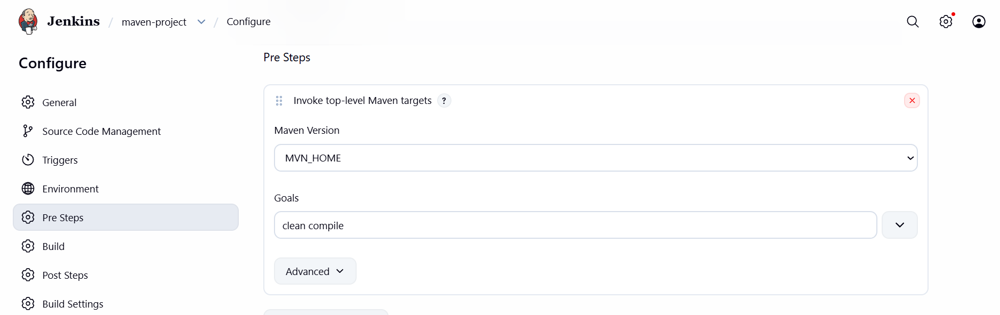 Jenkins / maven-project / Configure
Configure
General
Source Code Management
Triggers
Environment
Pre Steps
Build
Post Steps
Build Settings
Pre Steps
Invoke top-level Maven targets ?
Maven Version
MVN_HOME
Goals
clean compile
Advanced